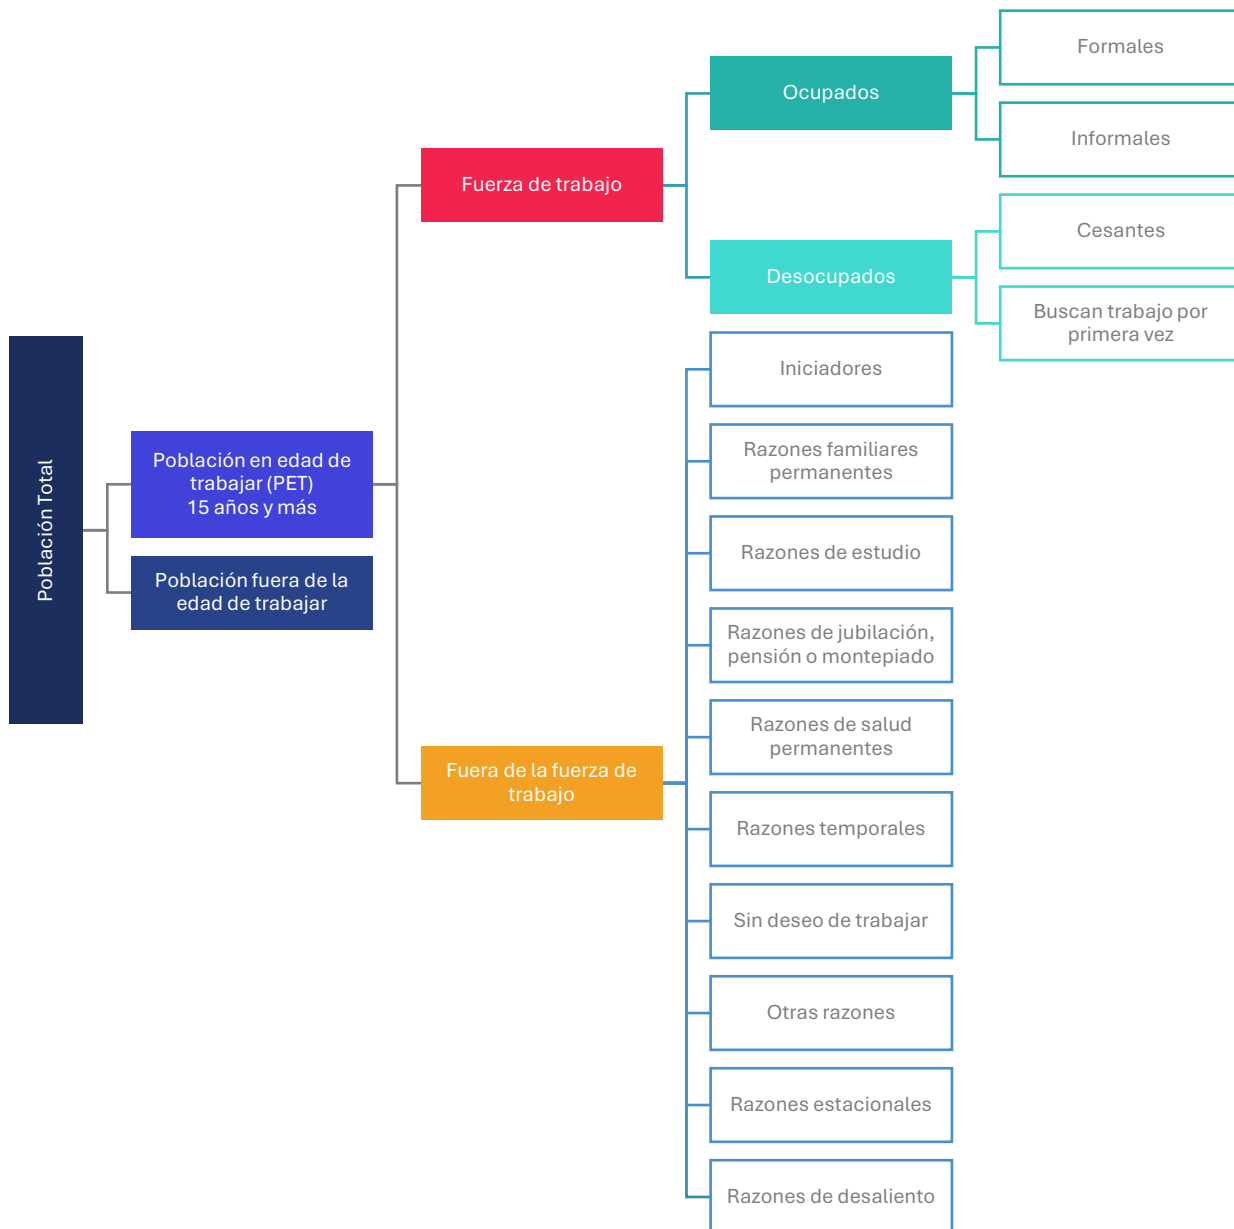 Población Total
Población en edad de
trabajar (PET)
15 años y más
Población fuera de la
edad de trabajar
Fuerza de trabajo
Fuera de la fuerza de
trabajo
Ocupados
Desocupados
Formales
Informales
Cesantes
Buscan trabajo por
primera vez
Iniciadores
Razones familiares
permanentes
Razones de estudio
Razones de jubilación,
pensión o montepiado
Razones de salud
permanentes
Razones temporales
Sin deseo de trabajar
Otras razones
Razones estacionales
Razones de desaliento